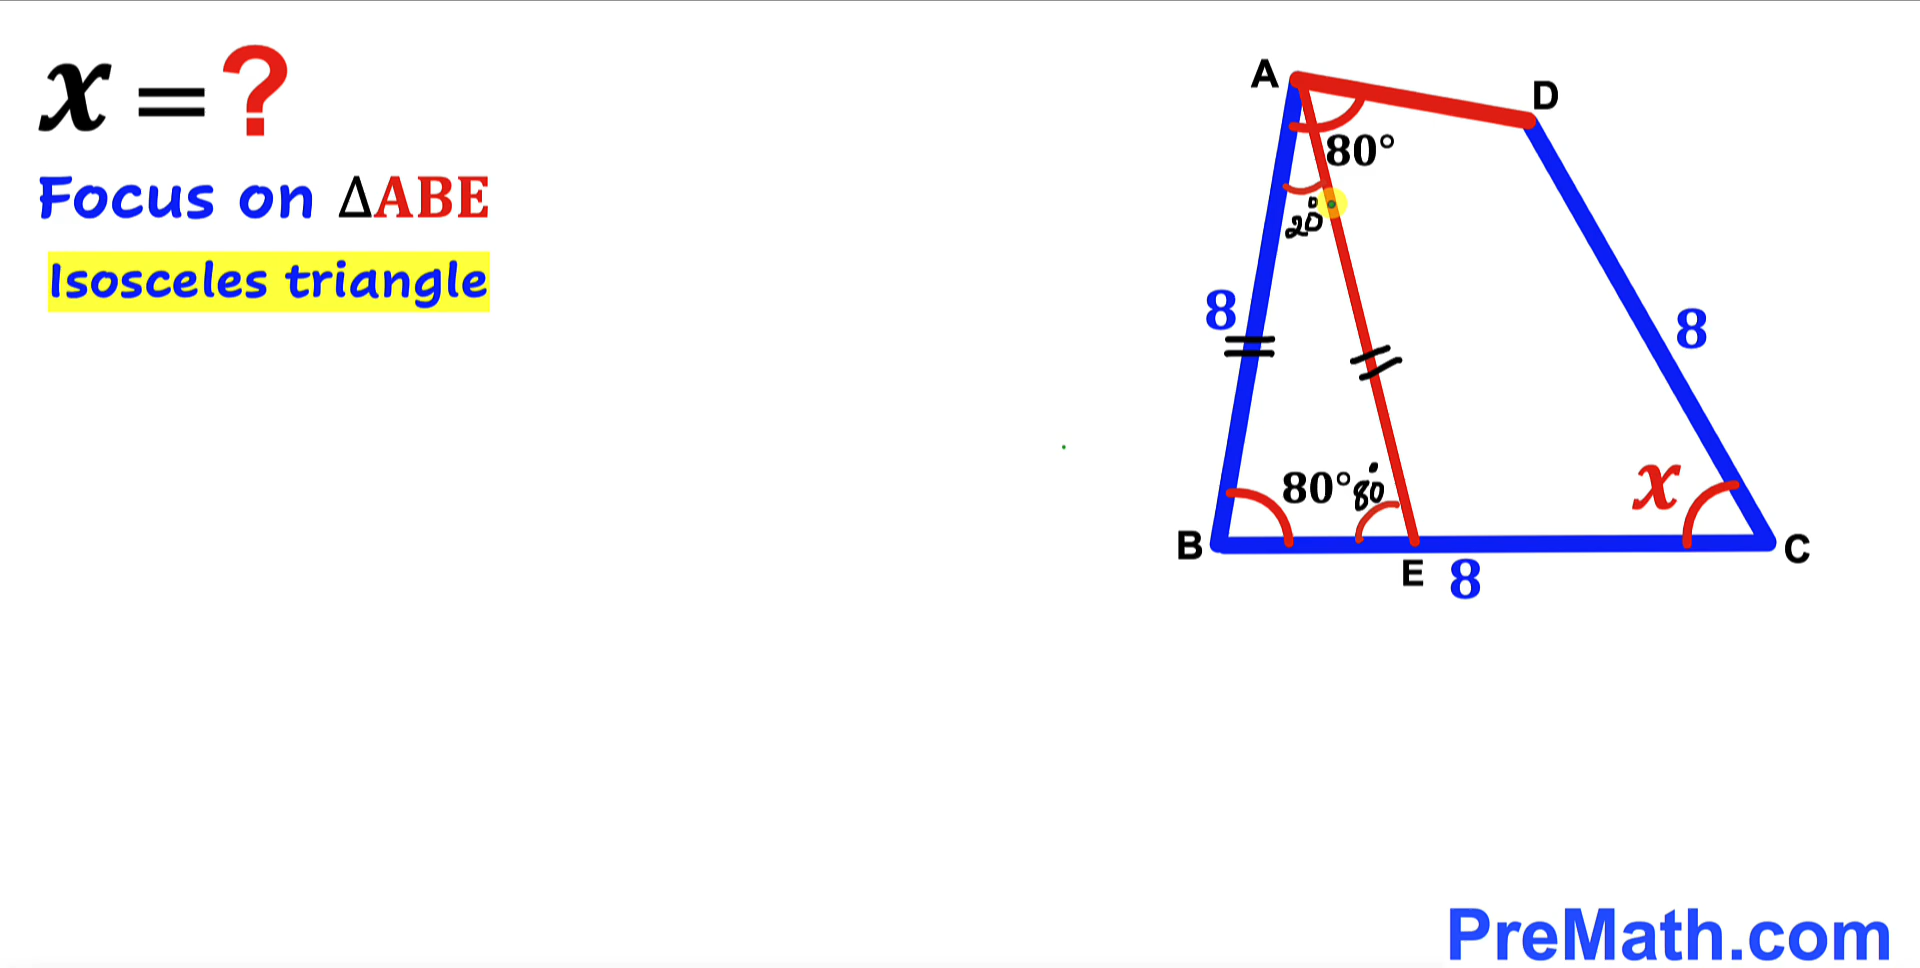 x = ?
Focus on ΔABE
Isosceles triangle
A
D
80°
20°
8
8
80°
80°
x
B
C
E
8
PreMath.com